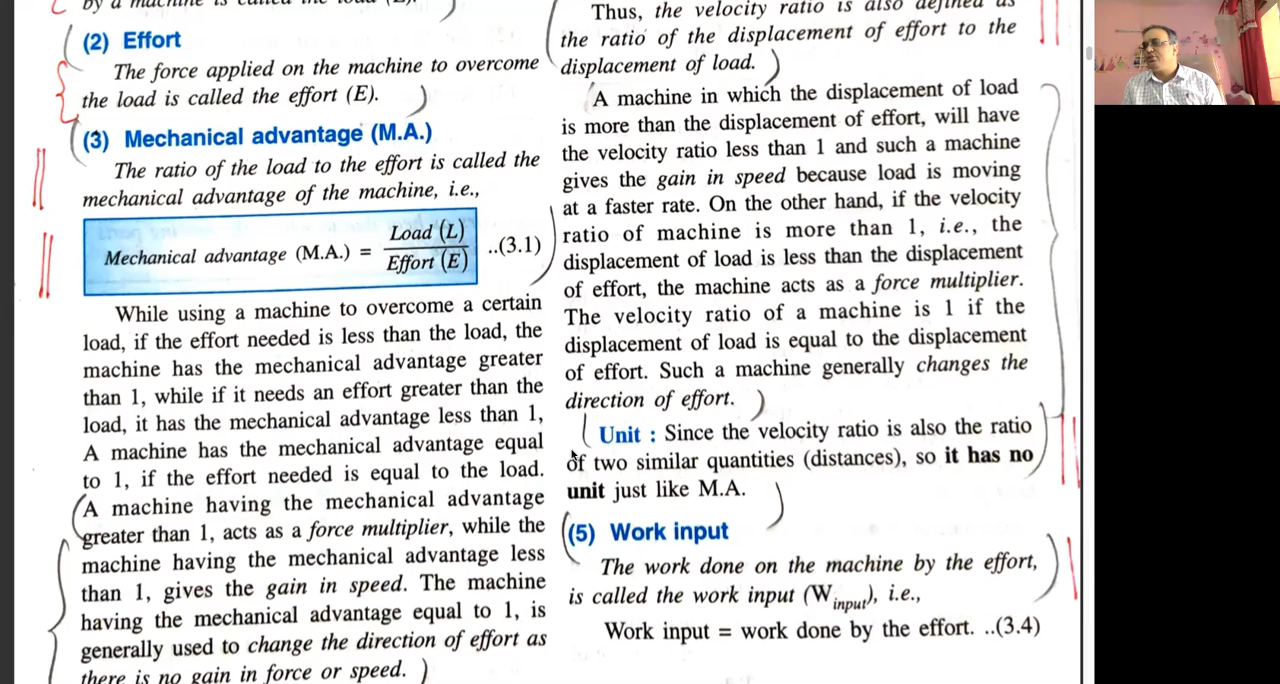 by a machine is called the load (L).
(2) Effort
The force applied on the machine to overcome
the load is called the effort (E).
(3) Mechanical advantage (M.A.)
The ratio of the load to the effort is called the
mechanical advantage of the machine, i.e.,
Mechanical advantage (M.A.) = Load (L) / Effort (E) ..(3.1)
While using a machine to overcome a certain
load, if the effort needed is less than the load, the
machine has the mechanical advantage greater
than 1, while if it needs an effort greater than the
load, it has the mechanical advantage less than 1,
A machine has the mechanical advantage equal
to 1, if the effort needed is equal to the load.
A machine having the mechanical advantage
greater than 1, acts as a force multiplier, while the
machine having the mechanical advantage less
than 1, gives the gain in speed. The machine
having the mechanical advantage equal to 1, is
generally used to change the direction of effort as
there is no gain in force or speed.
Thus, the velocity ratio is also defined as
the ratio of the displacement of effort to the
displacement of load.
A machine in which the displacement of load
is more than the displacement of effort, will have
the velocity ratio less than 1 and such a machine
gives the gain in speed because load is moving
at a faster rate. On the other hand, if the velocity
ratio of machine is more than 1, i.e., the
displacement of load is less than the displacement
of effort, the machine acts as a force multiplier.
The velocity ratio of a machine is 1 if the
displacement of load is equal to the displacement
of effort. Such a machine generally changes the
direction of effort.
Unit : Since the velocity ratio is also the ratio
of two similar quantities (distances), so it has no
unit just like M.A.
(5) Work input
The work done on the machine by the effort,
is called the work input (Winput), i.e.,
Work input = work done by the effort. ..(3.4)